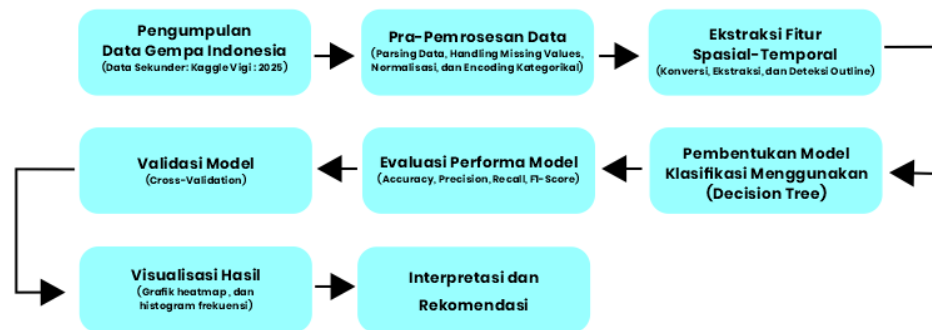 Pengumpulan
Data Gempa Indonesia
(Data Sekunder: Kaggle Vigi : 2025)
Pra-Pemrosesan Data
(Parsing Data, Handling Missing Values,
Normalisasi, dan Encoding Kategorikal)
Ekstraksi Fitur
Spasial-Temporal
(Konversi, Ekstraksi, dan Deteksi Outline)
Pembentukan Model
Klasifikasi Menggunakan
(Decision Tree)
Evaluasi Performa Model
(Accuracy, Precision, Recall, F1-Score)
Validasi Model
(Cross-Validation)
Visualisasi Hasil
(Grafik heatmap , dan
histogram frekuensi)
Interpretasi dan
Rekomendasi